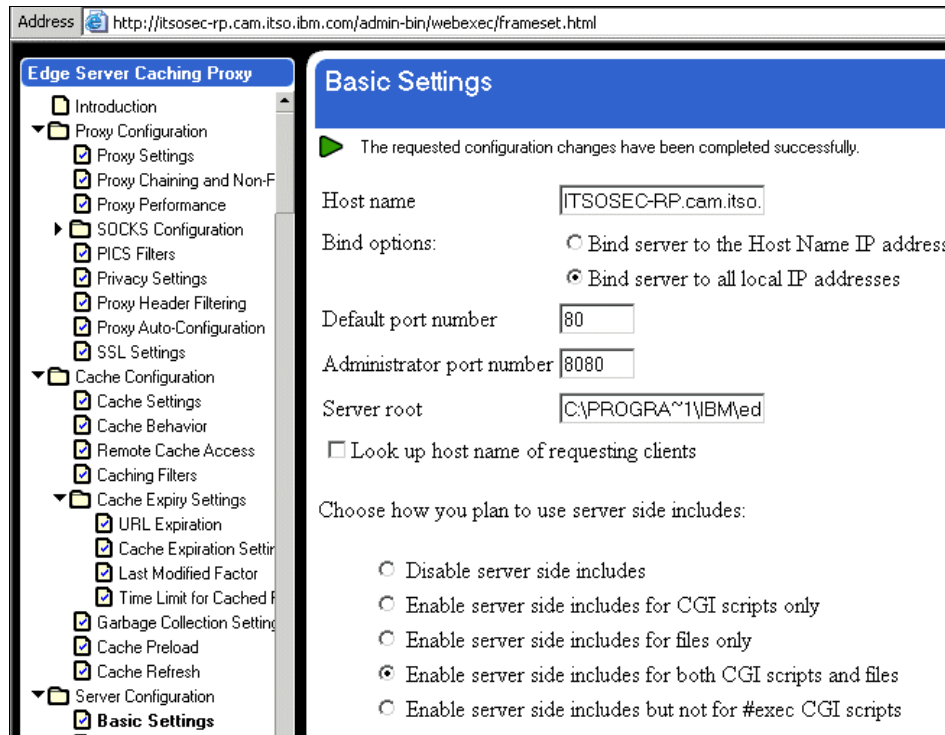 Address http://itsosec-rp.cam.itso.ibm.com/admin-bin/webexec/frameset.html
Edge Server Caching Proxy
Introduction
Proxy Configuration
Proxy Settings
Proxy Chaining and Non-F
Proxy Performance
SOCKS Configuration
PICS Filters
Privacy Settings
Proxy Header Filtering
Proxy Auto-Configuration
SSL Settings
Cache Configuration
Cache Settings
Cache Behavior
Remote Cache Access
Caching Filters
Cache Expiry Settings
URL Expiration
Cache Expiration Settin
Last Modified Factor
Time Limit for Cached F
Garbage Collection Setting
Cache Preload
Cache Refresh
Server Configuration
Basic Settings
Basic Settings
The requested configuration changes have been completed successfully.
Host name ITSOSEC-RP.cam.itso.
Bind options: Bind server to the Host Name IP address
Bind server to all local IP addresses
Default port number 80
Administrator port number 8080
Server root C:\PROGRA~1\IBM\ed
Look up host name of requesting clients
Choose how you plan to use server side includes:
Disable server side includes
Enable server side includes for CGI scripts only
Enable server side includes for files only
Enable server side includes for both CGI scripts and files
Enable server side includes but not for #exec CGI scripts